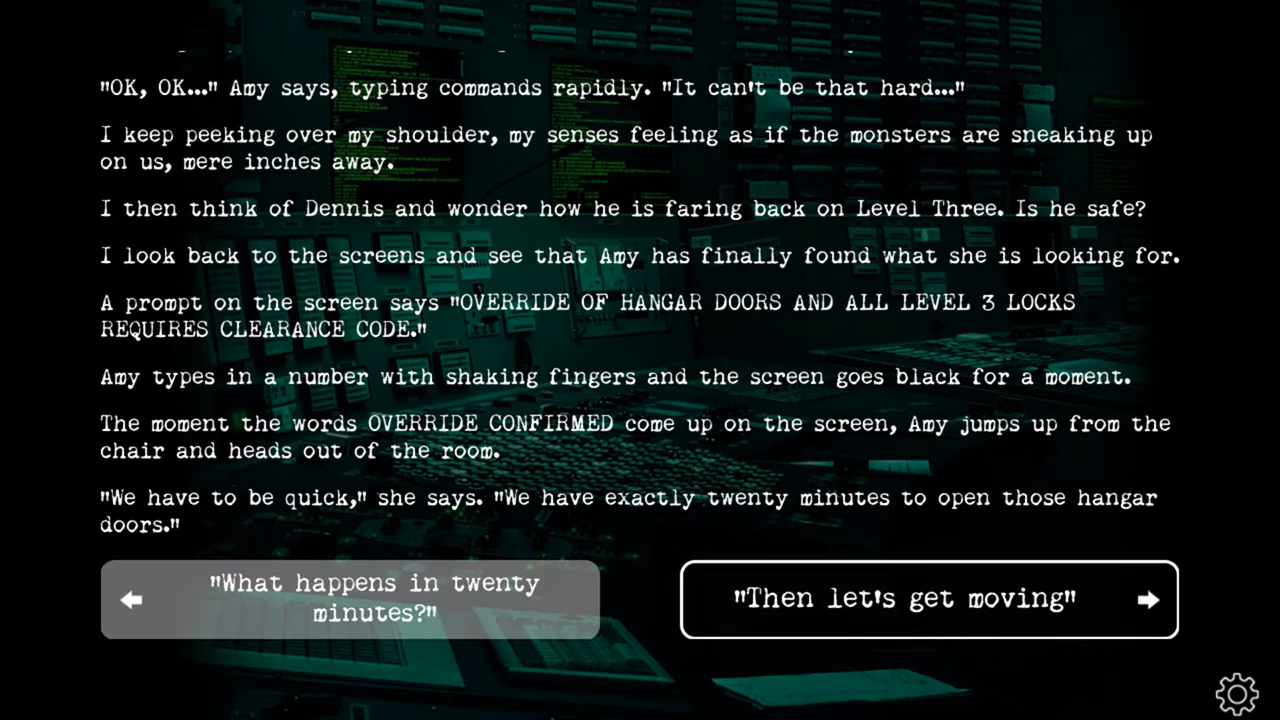 "OK, OK..." Amy says, typing commands rapidly. "It can't be that hard..."
I keep peeking over my shoulder, my senses feeling as if the monsters are sneaking up
on us, mere inches away.
I then think of Dennis and wonder how he is faring back on Level Three. Is he safe?
I look back to the screens and see that Amy has finally found what she is looking for.
A prompt on the screen says "OVERRIDE OF HANGAR DOORS AND ALL LEVEL 3 LOCKS
REQUIRES CLEARANCE CODE."
Amy types in a number with shaking fingers and the screen goes black for a moment.
The moment the words OVERRIDE CONFIRMED come up on the screen, Amy jumps up from the
chair and heads out of the room.
"We have to be quick," she says. "We have exactly twenty minutes to open those hangar
doors."
"What happens in twenty
minutes?"
"Then let's get moving"